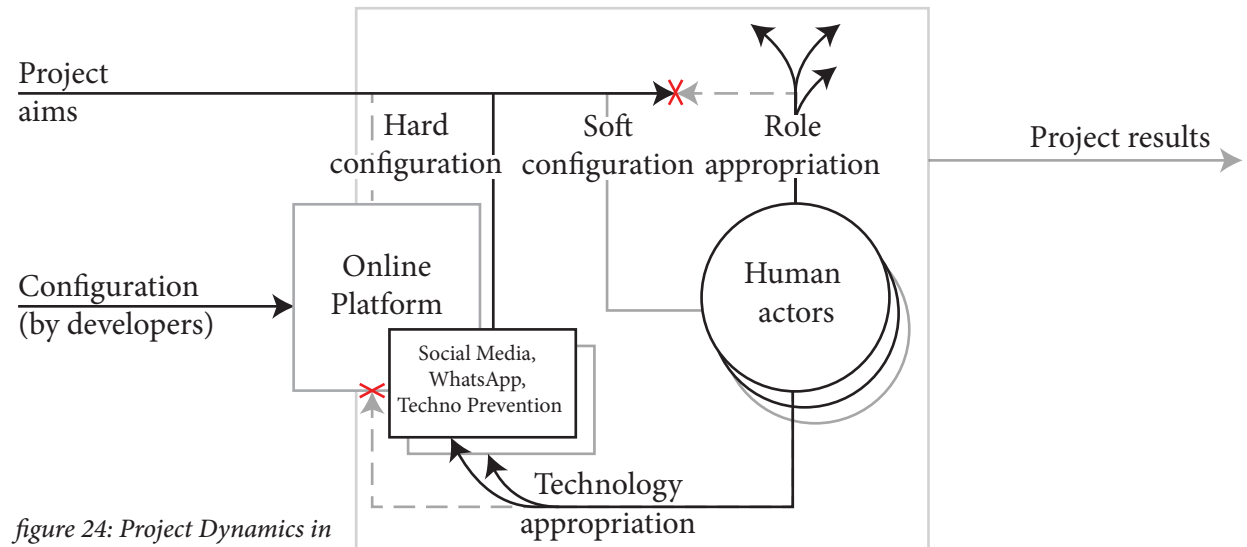 Project
aims
Hard
configuration
Soft
configuration
Role
appropriation
Project results
Configuration
(by developers)
Online
Platform
Human
actors
Social Media,
WhatsApp,
Techno Prevention
Technology
appropriation
figure 24: Project Dynamics in